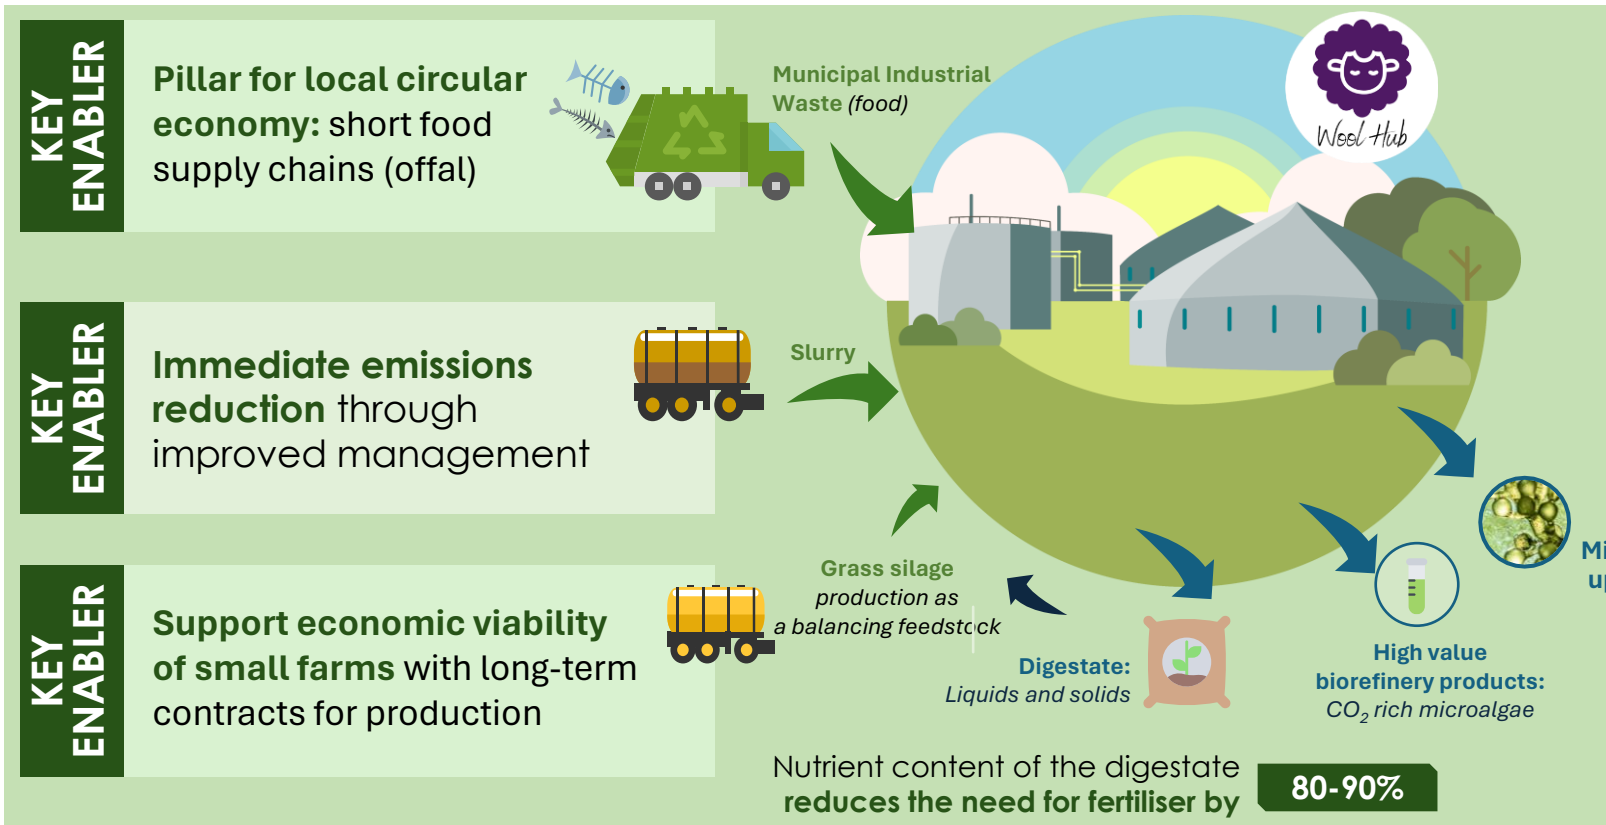 KEY
ENABLER
Pillar for local circular
economy: short food
supply chains (offal)
Municipal Industrial
Waste (food)
Wool Hub
KEY
ENABLER
Immediate emissions
reduction through
improved management
Slurry
KEY
ENABLER
Support economic viability
of small farms with long-term
contracts for production
Grass silage
production as
a balancing feedstock
Digestate:
Liquids and solids
High value
biorefinery products:
CO₂ rich microalgae
Nutrient content of the digestate
reduces the need for fertiliser by
80-90%